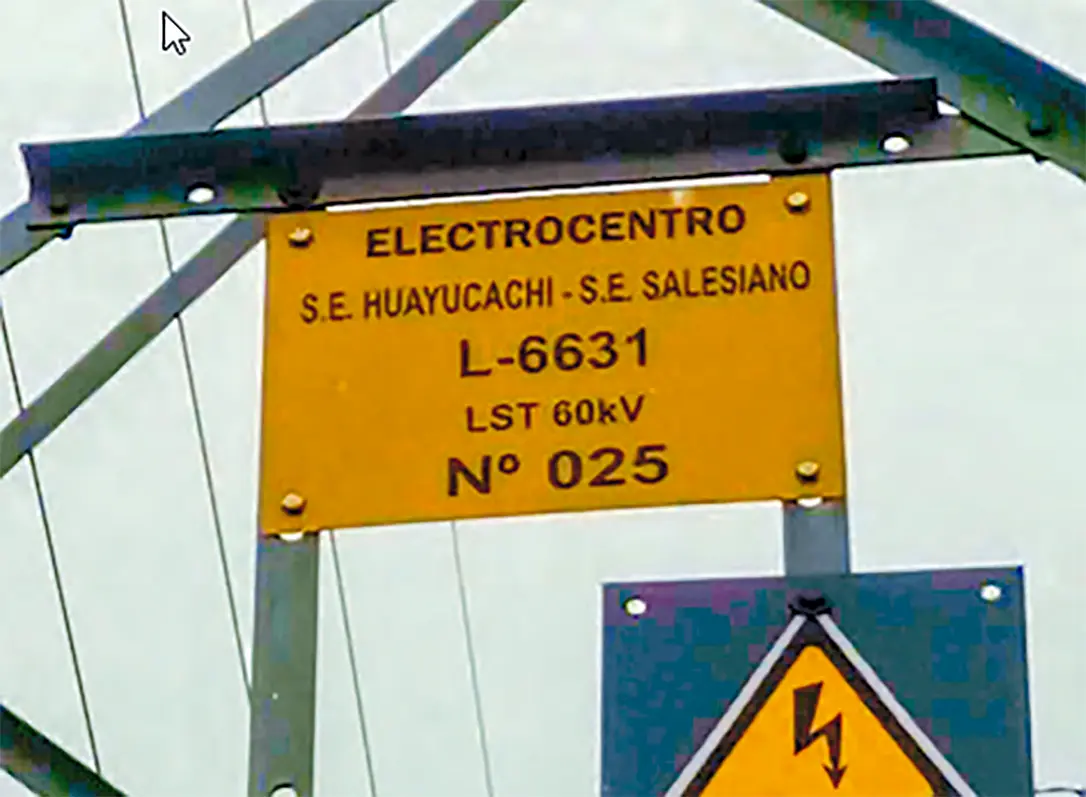 ELECTROCENTRO
S.E. HUAYUCACHI - S.E. SALESIANO
L-6631
LST 60kV
Nº 025